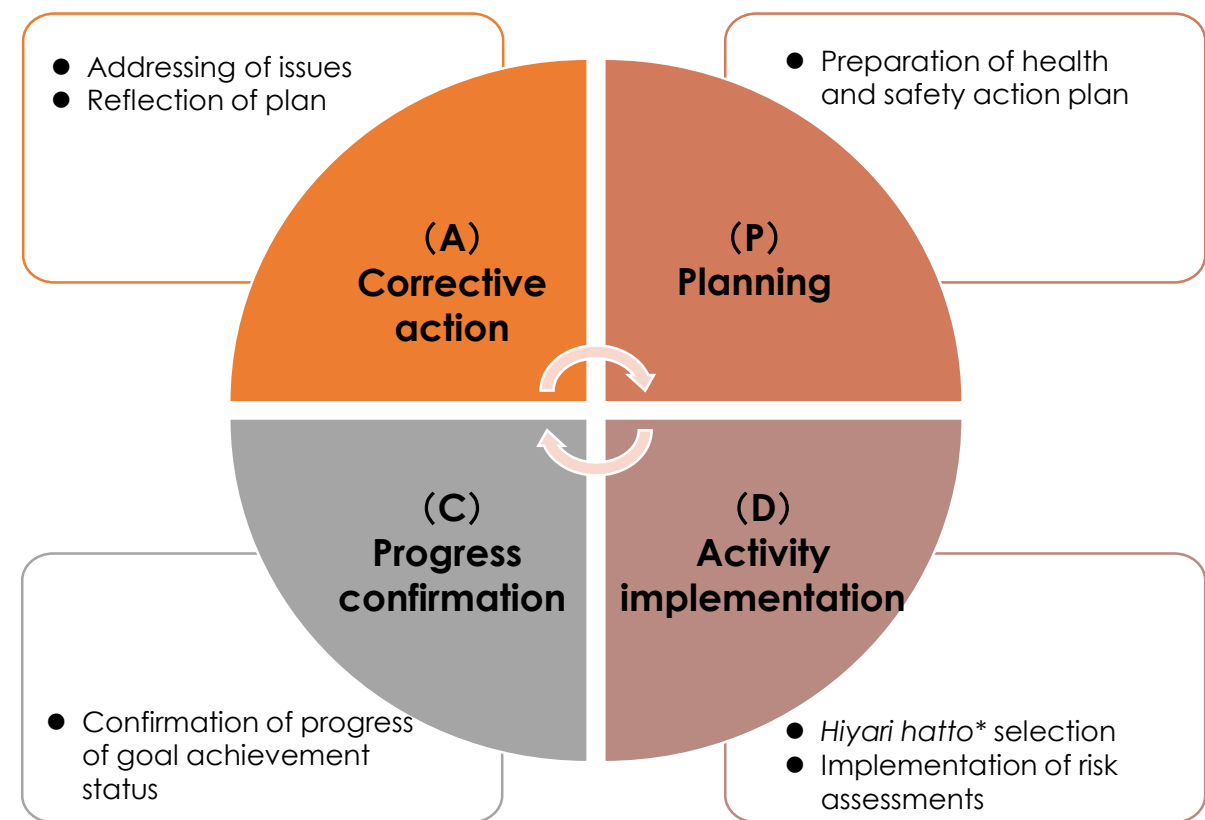 ● Addressing of issues
● Reflection of plan
● Preparation of health
and safety action plan
（A）
Corrective
action
（P）
Planning
（C）
Progress
confirmation
（D）
Activity
implementation
● Confirmation of progress
of goal achievement
status
● Hiyari hatto* selection
● Implementation of risk
assessments